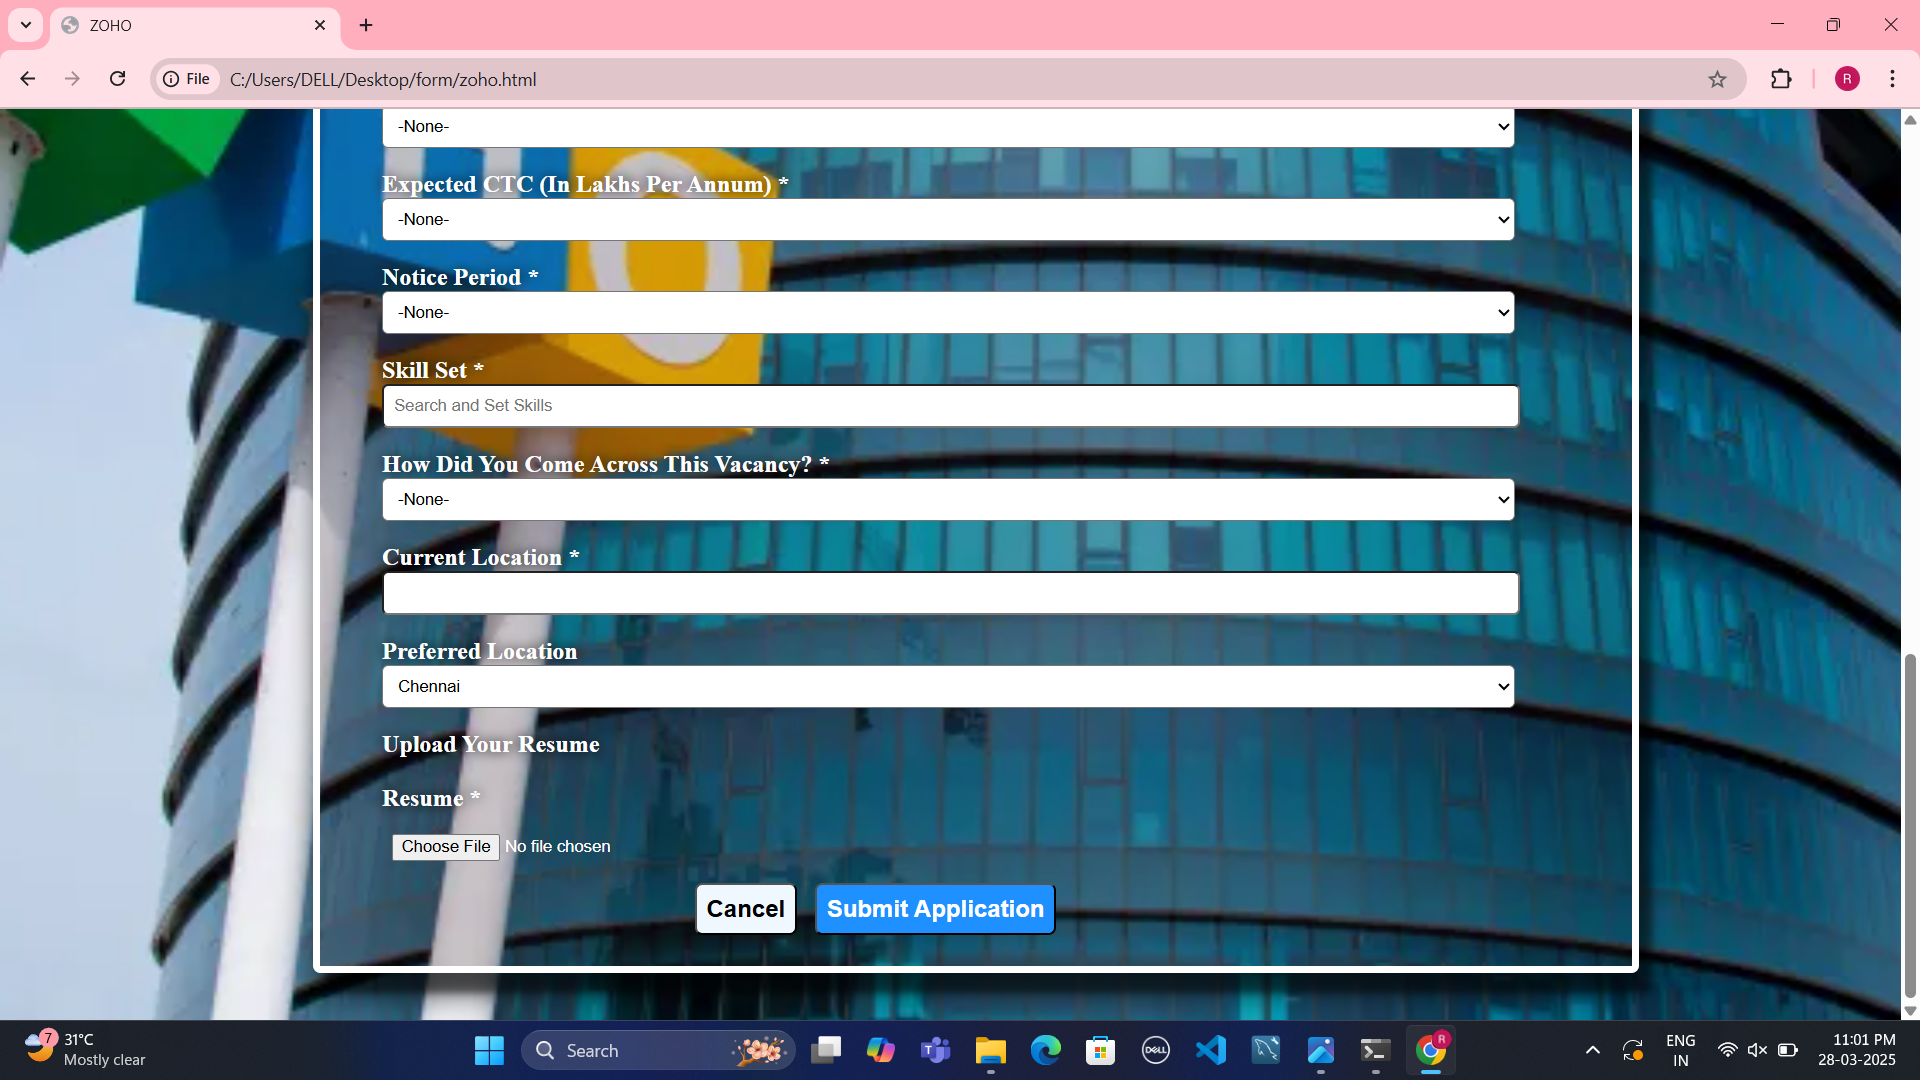 ZOHO
File
C:/Users/DELL/Desktop/form/zoho.html
R
-None-
Expected CTC (In Lakhs Per Annum) *
-None-
Notice Period *
-None-
Skill Set *
Search and Set Skills
How Did You Come Across This Vacancy? *
-None-
Current Location *
Preferred Location
Chennai
Upload Your Resume
Resume *
Choose File No file chosen
Cancel Submit Application
7
31°C
Mostly clear
Search
T
DELL
R
ENG
IN
11:01 PM
28-03-2025